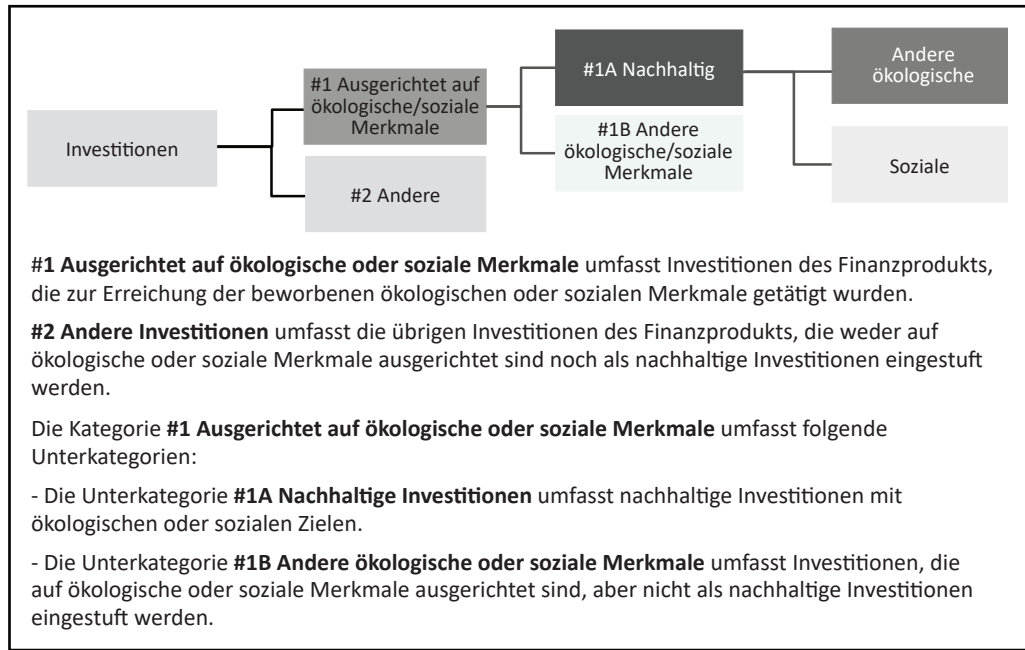 Investitionen
#1 Ausgerichtet auf
ökologische/soziale
Merkmale
#2 Andere
#1A Nachhaltig
#1B Andere
ökologische/soziale
Merkmale
Andere
ökologische
Soziale
#1 Ausgerichtet auf ökologische oder soziale Merkmale umfasst Investitionen des Finanzprodukts,
die zur Erreichung der beworbenen ökologischen oder sozialen Merkmale getätigt wurden.
#2 Andere Investitionen umfasst die übrigen Investitionen des Finanzprodukts, die weder auf
ökologische oder soziale Merkmale ausgerichtet sind noch als nachhaltige Investitionen eingestuft
werden.
Die Kategorie #1 Ausgerichtet auf ökologische oder soziale Merkmale umfasst folgende
Unterkategorien:
- Die Unterkategorie #1A Nachhaltige Investitionen umfasst nachhaltige Investitionen mit
ökologischen oder sozialen Zielen.
- Die Unterkategorie #1B Andere ökologische oder soziale Merkmale umfasst Investitionen, die
auf ökologische oder soziale Merkmale ausgerichtet sind, aber nicht als nachhaltige Investitionen
eingestuft werden.